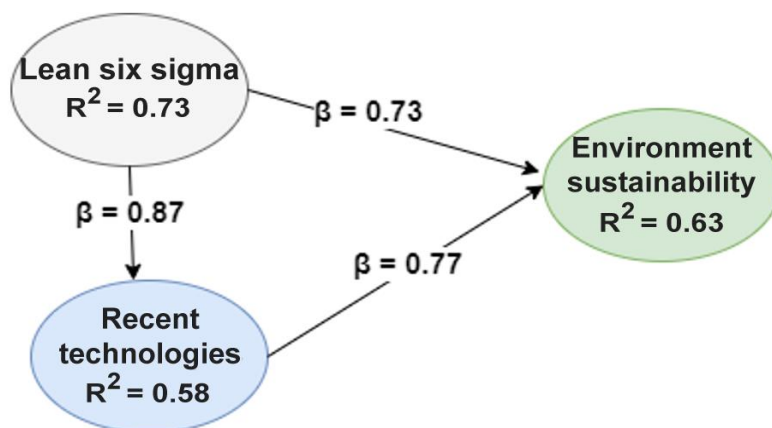 Lean six sigma
R² = 0.73
β = 0.73
Environment
sustainability
R² = 0.63
β = 0.87
β = 0.77
Recent
technologies
R² = 0.58